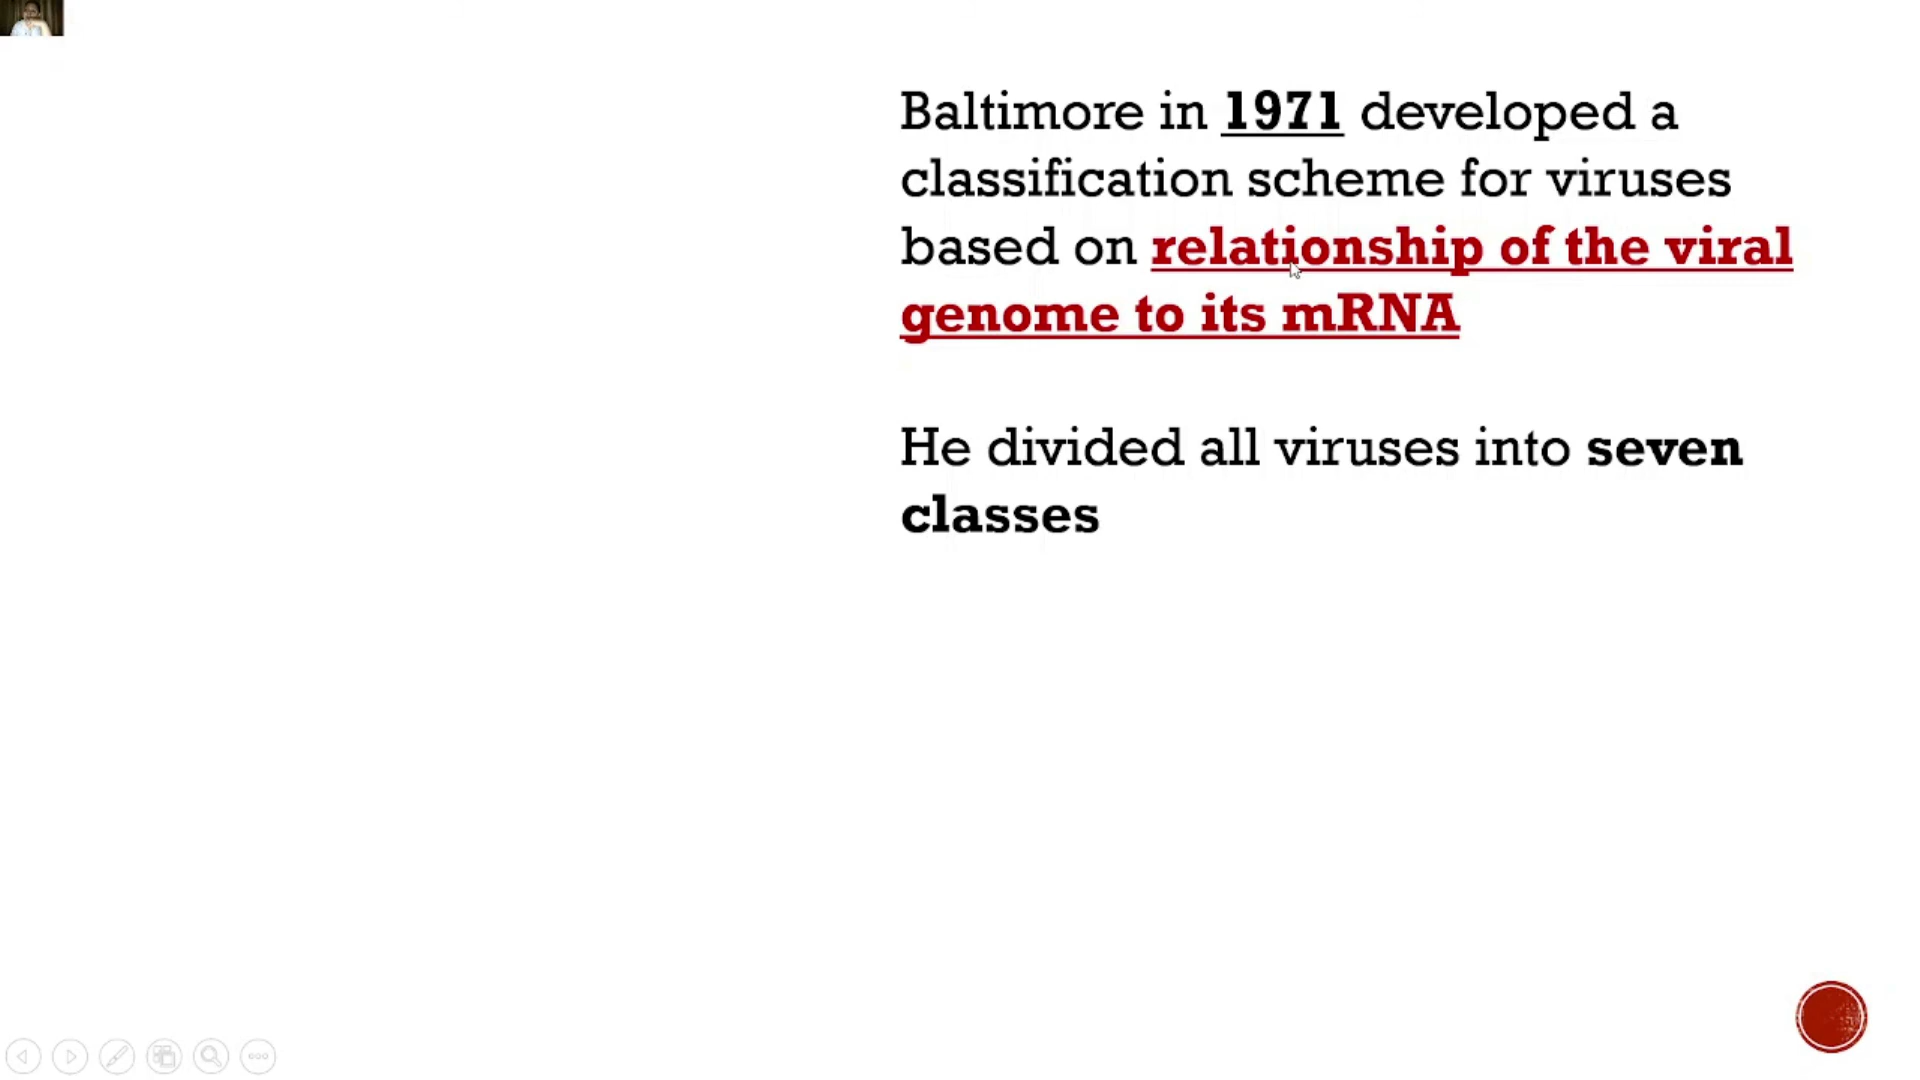 Baltimore in 1971 developed a
classification scheme for viruses
based on relationship of the viral
genome to its mRNA
He divided all viruses into seven
classes